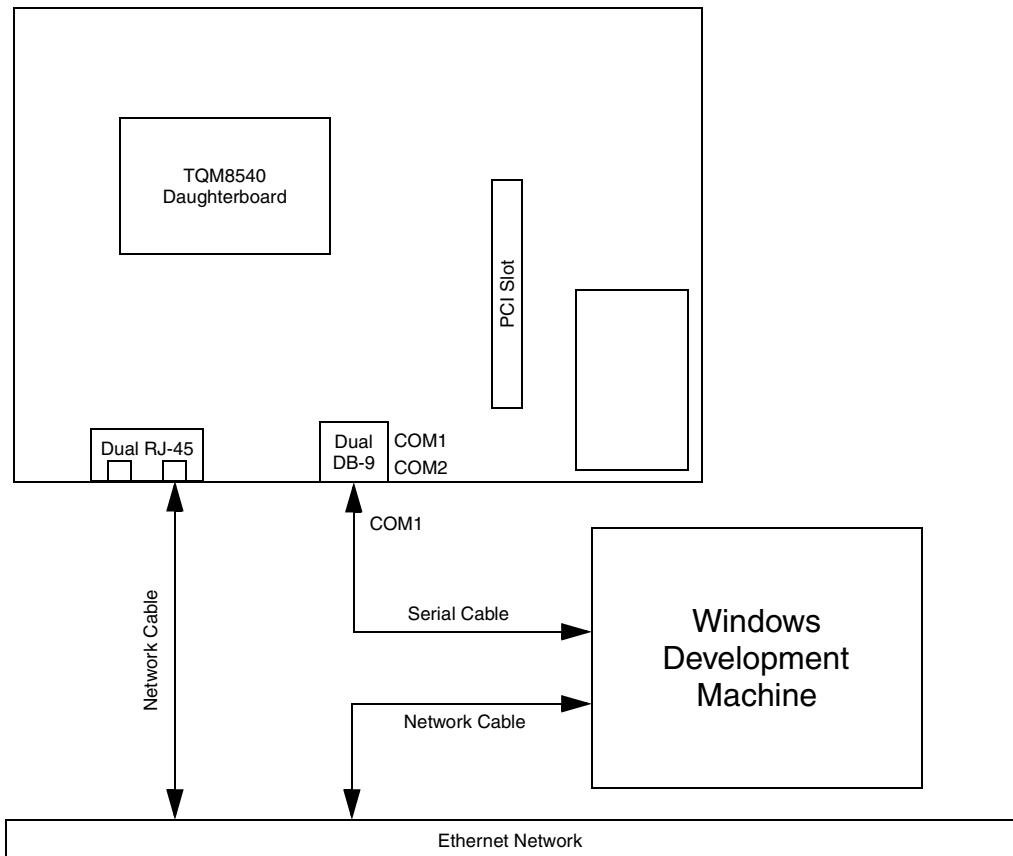 TQM8540
Daughterboard
PCI Slot
Dual RJ-45
Dual
DB-9
COM1
COM2
COM1
Network Cable
Serial Cable
Windows
Development
Machine
Network Cable
Ethernet Network